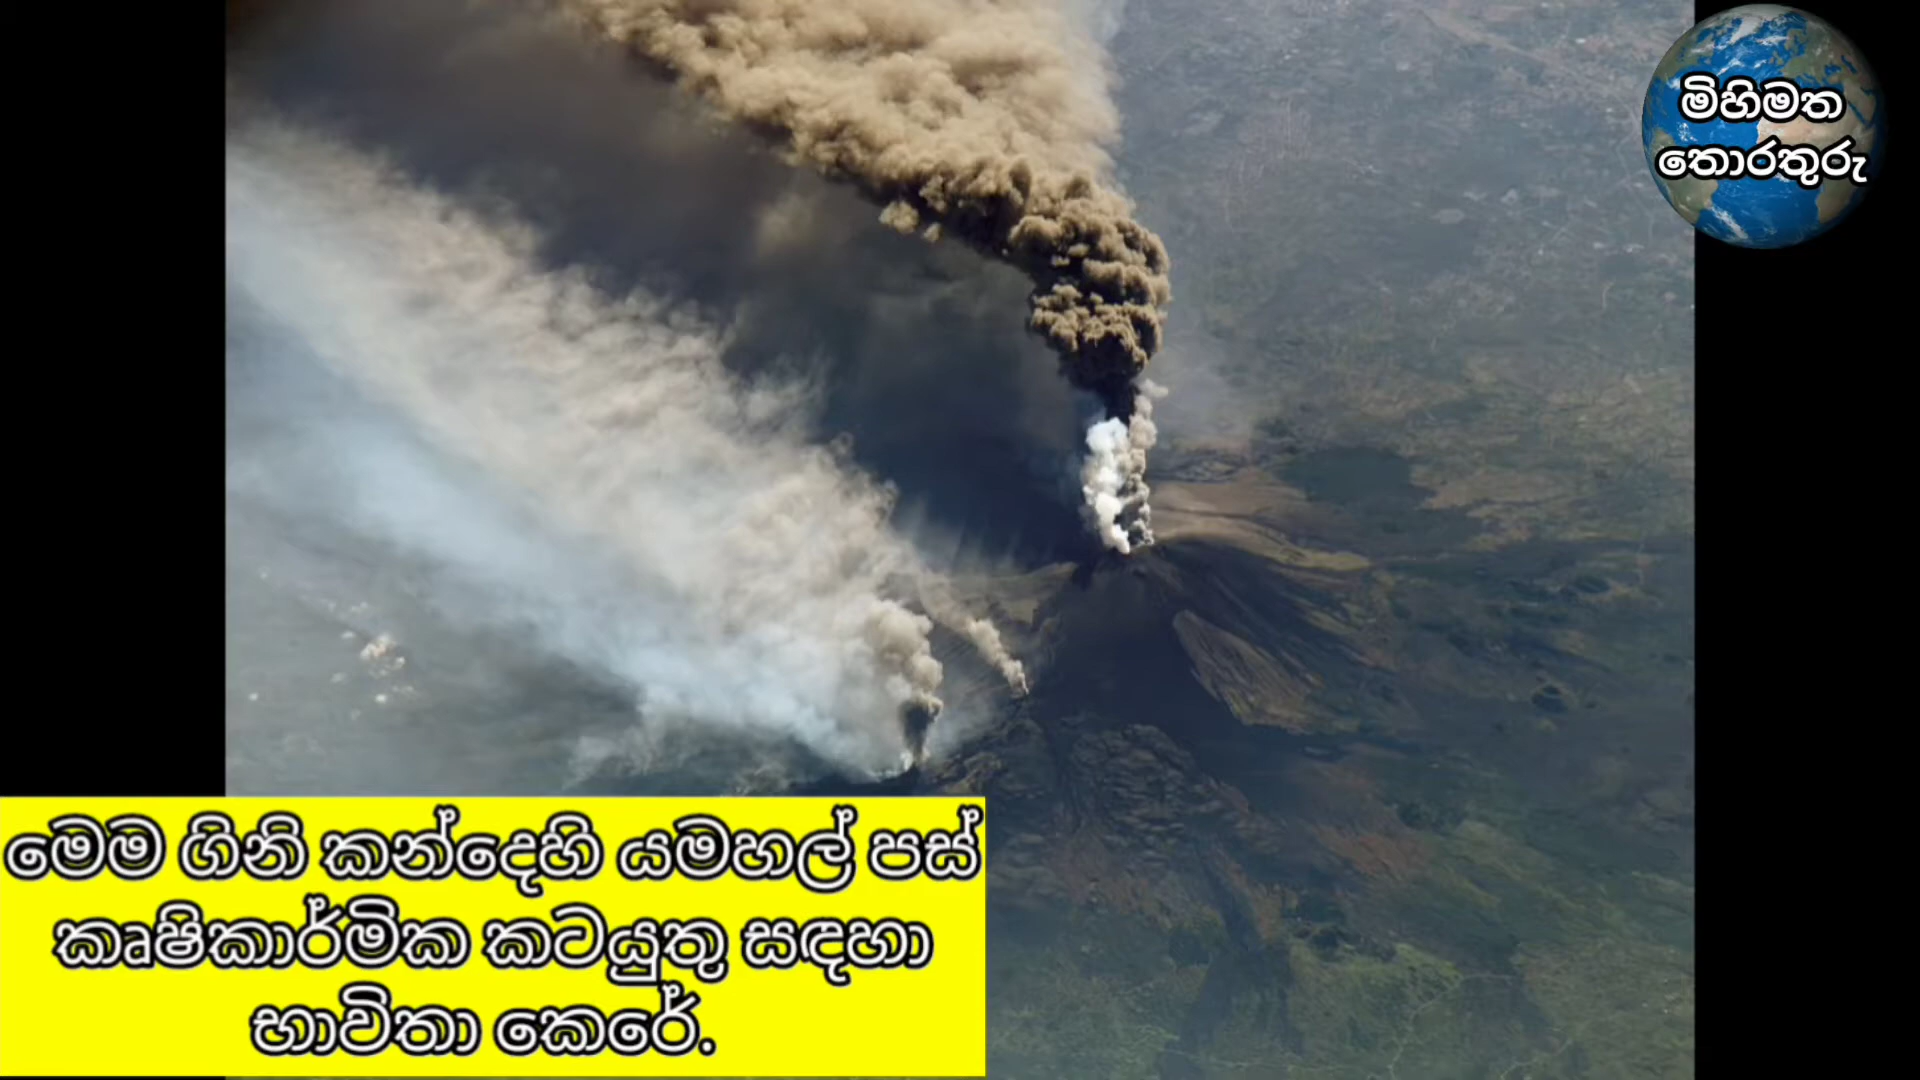 මිහිමත
තොරතුරු
මෙම ගිනි කන්දෙහි යමහල් පස්
කෘෂිකාර්මික කටයුතු සඳහා
භාවිතා කෙරේ.